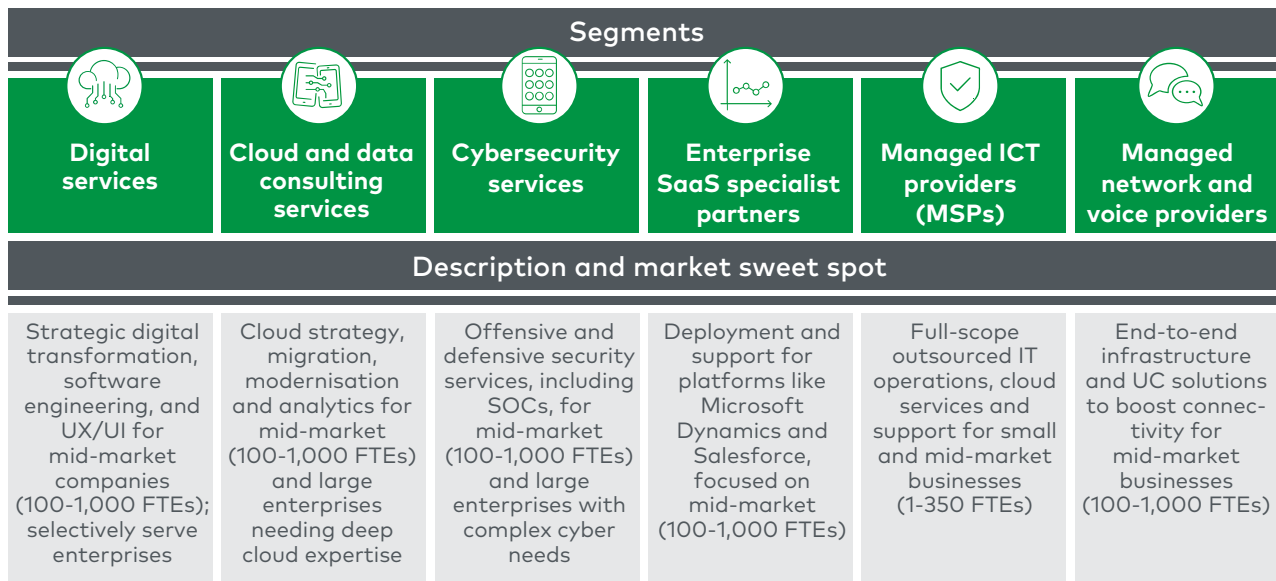 Segments
Digital
services
Cloud and data
consulting
services
Cybersecurity
services
Enterprise
SaaS specialist
partners
Managed ICT
providers
(MSPs)
Managed
network and
voice providers
Description and market sweet spot
Strategic digital
transformation,
software
engineering, and
UX/UI for
mid-market
companies
(100-1,000 FTEs);
selectively serve
enterprises
Cloud strategy,
migration,
modernisation
and analytics for
mid-market
(100-1,000 FTEs)
and large
enterprises
needing deep
cloud expertise
Offensive and
defensive security
services, including
SOCs, for
mid-market
(100-1,000 FTEs)
and large
enterprises with
complex cyber
needs
Deployment and
support for
platforms like
Microsoft
Dynamics and
Salesforce,
focused on
mid-market
(100-1,000 FTEs)
Full-scope
outsourced IT
operations, cloud
services and
support for small
and mid-market
businesses
(1-350 FTEs)
End-to-end
infrastructure
and UC solutions
to boost connec-
tivity for
mid-market
businesses
(100-1,000 FTEs)